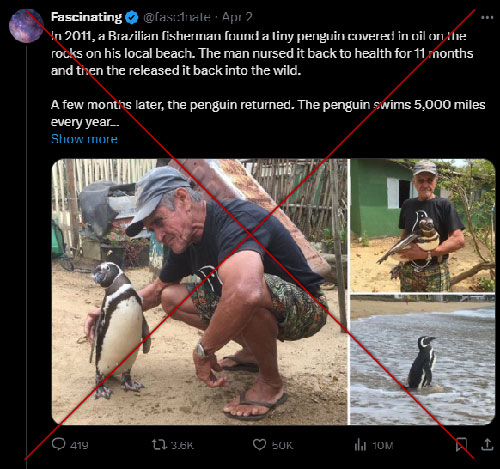 Fascinating @fasc1nate · Apr 2
In 2011, a Brazilian fisherman found a tiny penguin covered in oil on the
rocks on his local beach. The man nursed it back to health for 11 months
and then the released it back into the wild.
A few months later, the penguin returned. The penguin swims 5,000 miles
every year...
Show more
419 3.6K 50K 10M